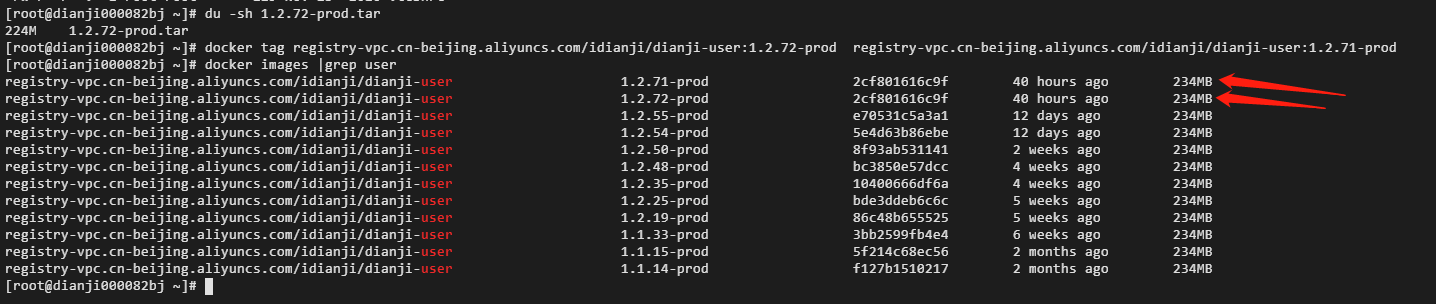 [root@dianji000082bj ~]# du -sh 1.2.72-prod.tar
224M 1.2.72-prod.tar
[root@dianji000082bj ~]# docker tag registry-vpc.cn-beijing.aliyuncs.com/idianji/dianji-user:1.2.72-prod registry-vpc.cn-beijing.aliyuncs.com/idianji/dianji-user:1.2.71-prod
[root@dianji000082bj ~]# docker images |grep user
registry-vpc.cn-beijing.aliyuncs.com/idianji/dianji-user 1.2.71-prod 2cf801616c9f 40 hours ago 234MB
registry-vpc.cn-beijing.aliyuncs.com/idianji/dianji-user 1.2.72-prod 2cf801616c9f 40 hours ago 234MB
registry-vpc.cn-beijing.aliyuncs.com/idianji/dianji-user 1.2.55-prod e70531c5a3a1 12 days ago 234MB
registry-vpc.cn-beijing.aliyuncs.com/idianji/dianji-user 1.2.54-prod 5e4d63b86ebe 12 days ago 234MB
registry-vpc.cn-beijing.aliyuncs.com/idianji/dianji-user 1.2.50-prod 8f93ab531141 2 weeks ago 234MB
registry-vpc.cn-beijing.aliyuncs.com/idianji/dianji-user 1.2.48-prod bc3850e57dcc 4 weeks ago 234MB
registry-vpc.cn-beijing.aliyuncs.com/idianji/dianji-user 1.2.35-prod 10400666df6a 4 weeks ago 234MB
registry-vpc.cn-beijing.aliyuncs.com/idianji/dianji-user 1.2.25-prod bde3ddeb6c6c 5 weeks ago 234MB
registry-vpc.cn-beijing.aliyuncs.com/idianji/dianji-user 1.2.19-prod 86c48b655525 5 weeks ago 234MB
registry-vpc.cn-beijing.aliyuncs.com/idianji/dianji-user 1.1.33-prod 3bb2599fb4e4 6 weeks ago 234MB
registry-vpc.cn-beijing.aliyuncs.com/idianji/dianji-user 1.1.15-prod 5f214c68ec56 2 months ago 234MB
registry-vpc.cn-beijing.aliyuncs.com/idianji/dianji-user 1.1.14-prod f127b1510217 2 months ago 234MB
[root@dianji000082bj ~]#